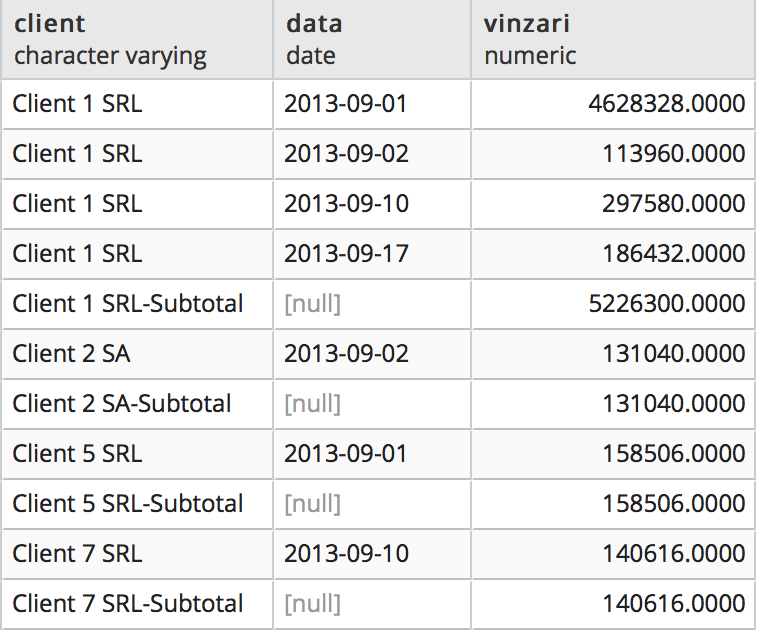 client data vinzari
character varying date numeric
Client 1 SRL 2013-09-01 4628328.0000
Client 1 SRL 2013-09-02 113960.0000
Client 1 SRL 2013-09-10 297580.0000
Client 1 SRL 2013-09-17 186432.0000
Client 1 SRL-Subtotal [null] 5226300.0000
Client 2 SA 2013-09-02 131040.0000
Client 2 SA-Subtotal [null] 131040.0000
Client 5 SRL 2013-09-01 158506.0000
Client 5 SRL-Subtotal [null] 158506.0000
Client 7 SRL 2013-09-10 140616.0000
Client 7 SRL-Subtotal [null] 140616.0000